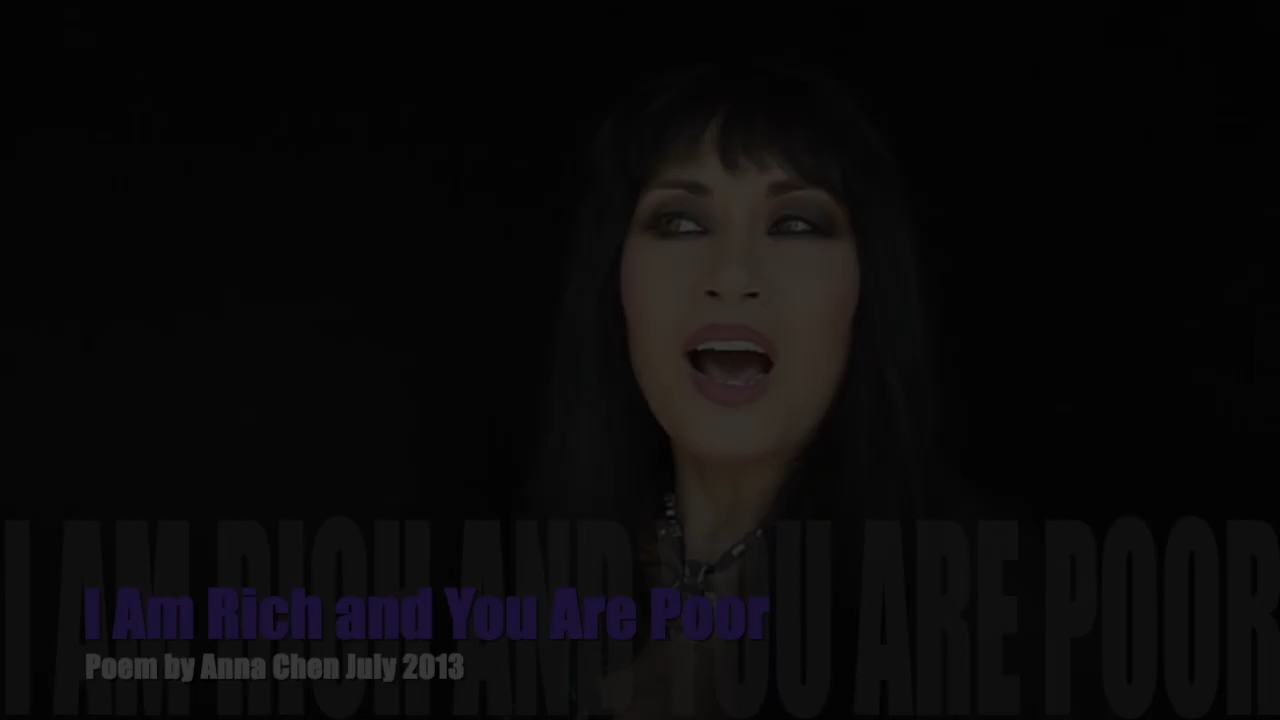 I AM RICH AND YOU ARE POOR
I Am Rich and You Are Poor
Poem by Anna Chen July 2013